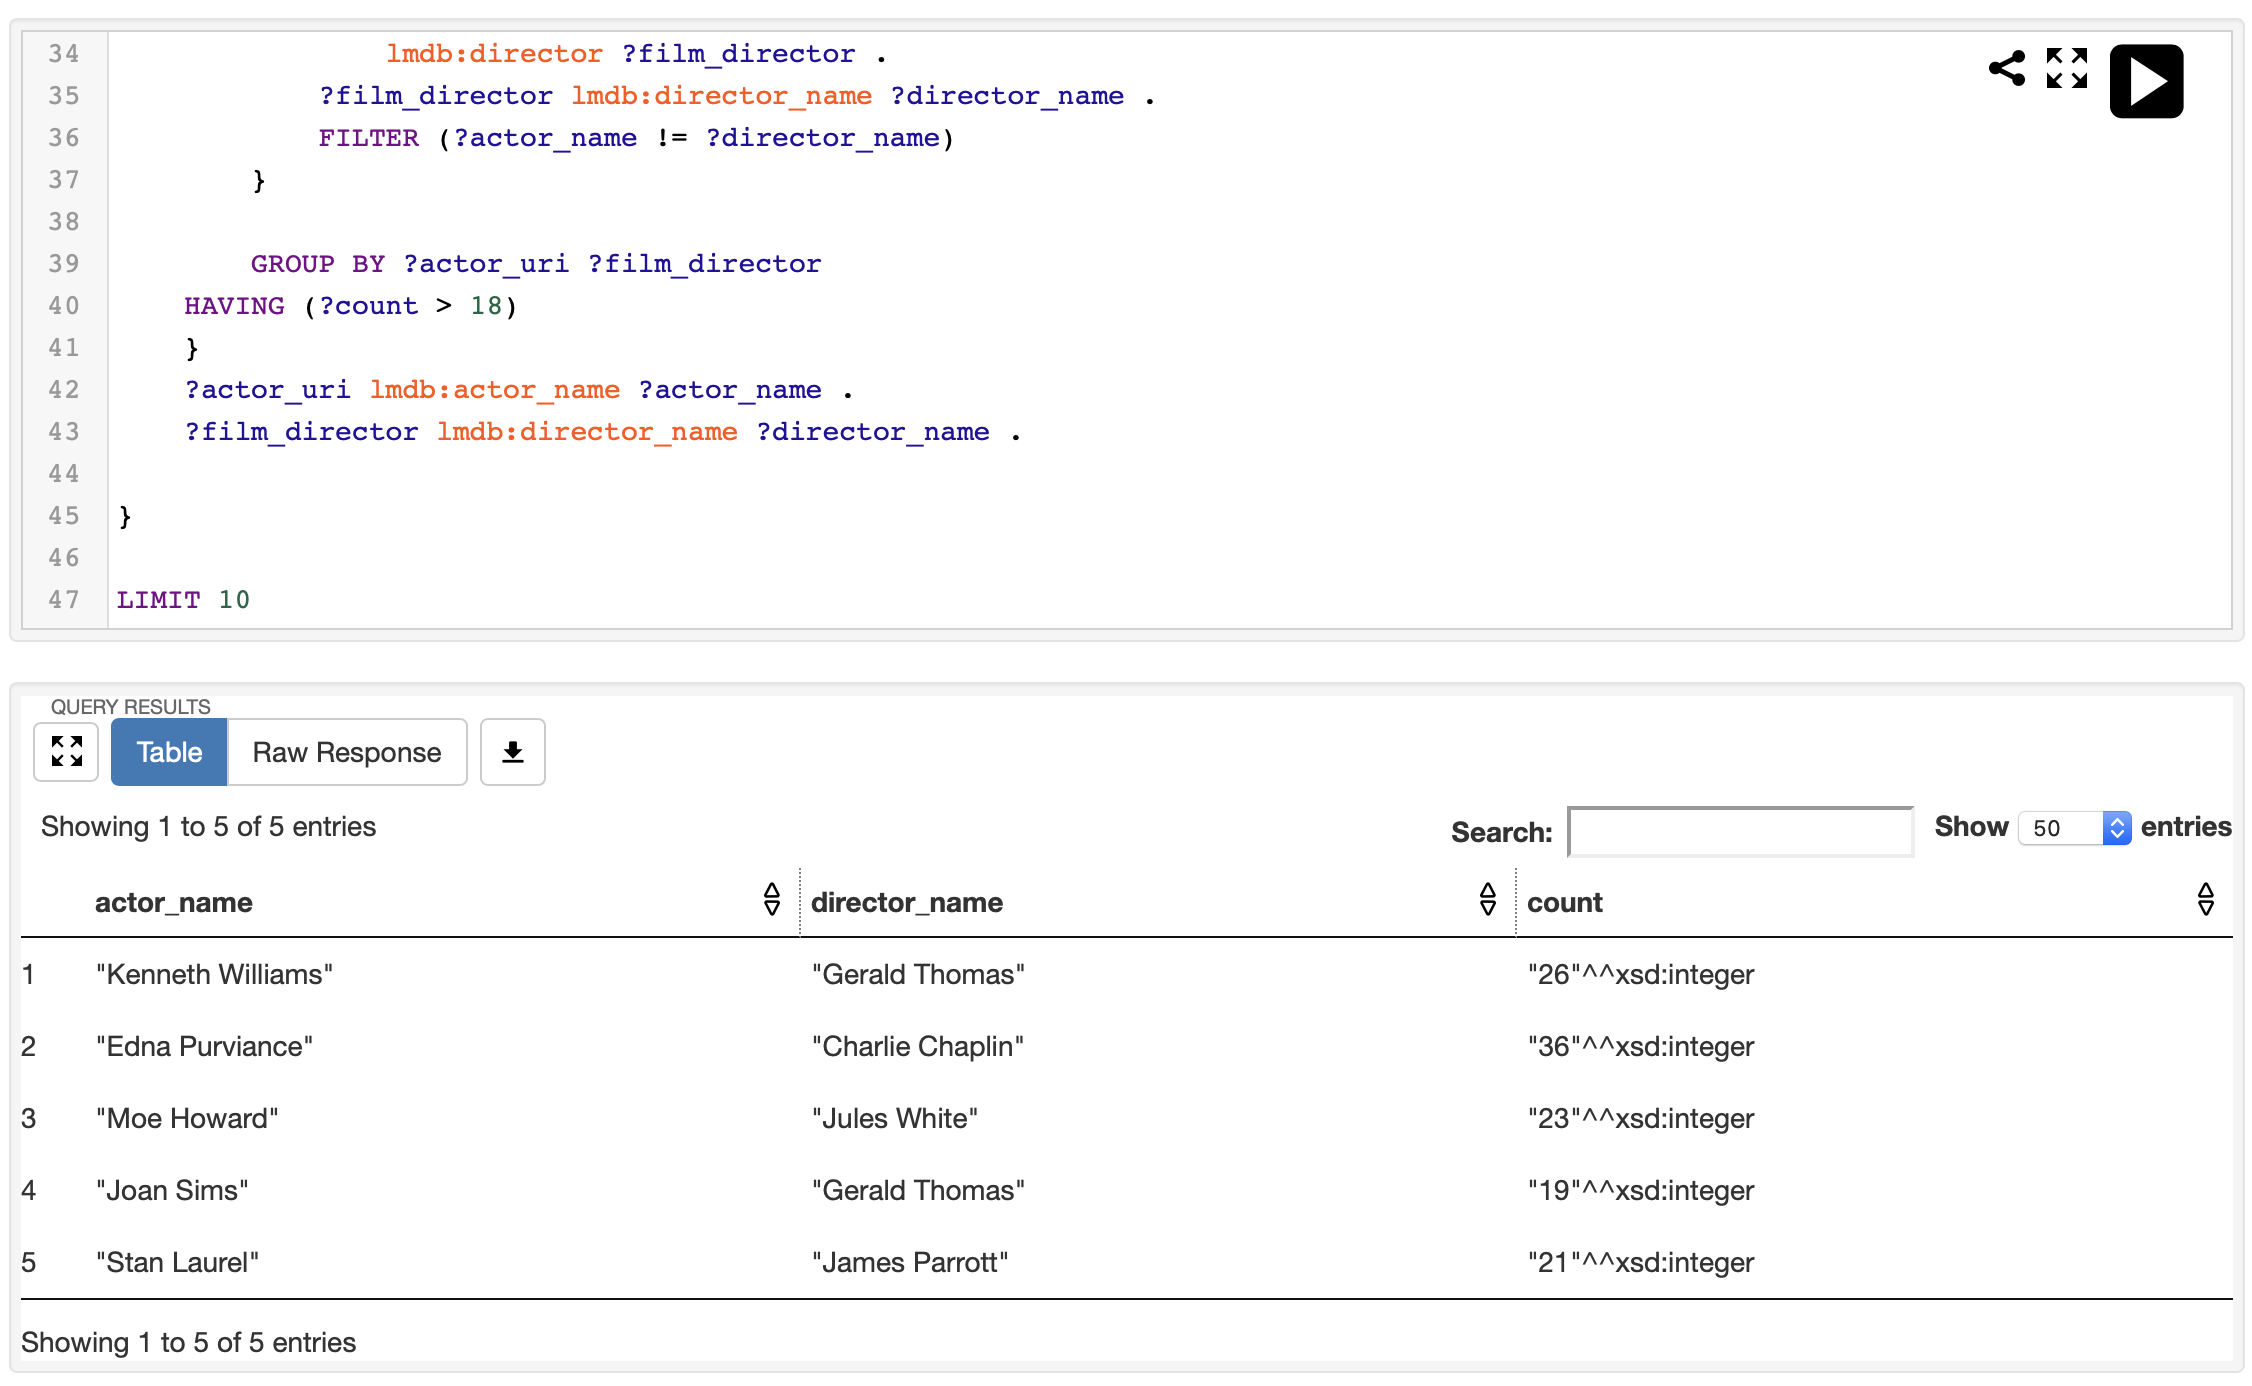 34 lmdb:director ?film_director .
35 ?film_director lmdb:director_name ?director_name .
36 FILTER (?actor_name != ?director_name)
37 }
38
39 GROUP BY ?actor_uri ?film_director
40 HAVING (?count > 18)
41 }
42 ?actor_uri lmdb:actor_name ?actor_name .
43 ?film_director lmdb:director_name ?director_name .
44
45 }
46
47 LIMIT 10
QUERY RESULTS
Table Raw Response
Showing 1 to 5 of 5 entries Search: Show 50 entries
actor_name director_name count
1 "Kenneth Williams" "Gerald Thomas" "26"^^xsd:integer
2 "Edna Purviance" "Charlie Chaplin" "36"^^xsd:integer
3 "Moe Howard" "Jules White" "23"^^xsd:integer
4 "Joan Sims" "Gerald Thomas" "19"^^xsd:integer
5 "Stan Laurel" "James Parrott" "21"^^xsd:integer
Showing 1 to 5 of 5 entries